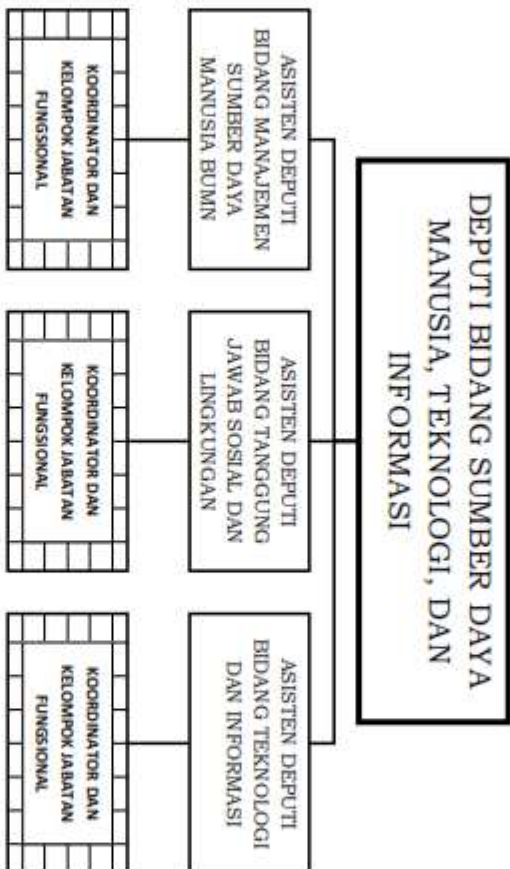 DEPUTI BIDANG SUMBER DAYA
MANUSIA, TEKNOLOGI, DAN
INFORMASI
ASISTEN DEPUTI
BIDANG MANAJEMEN
SUMBER DAYA
MANUSIA BUMN
ASISTEN DEPUTI
BIDANG TANGGUNG
JAWAB SOSIAL DAN
LINGKUNGAN
ASISTEN DEPUTI
BIDANG TEKNOLOGI
DAN INFORMASI
KOORDINATOR DAN
KELOMPOK JABATAN
FUNGSIONAL
KOORDINATOR DAN
KELOMPOK JABATAN
FUNGSIONAL
KOORDINATOR DAN
KELOMPOK JABATAN
FUNGSIONAL